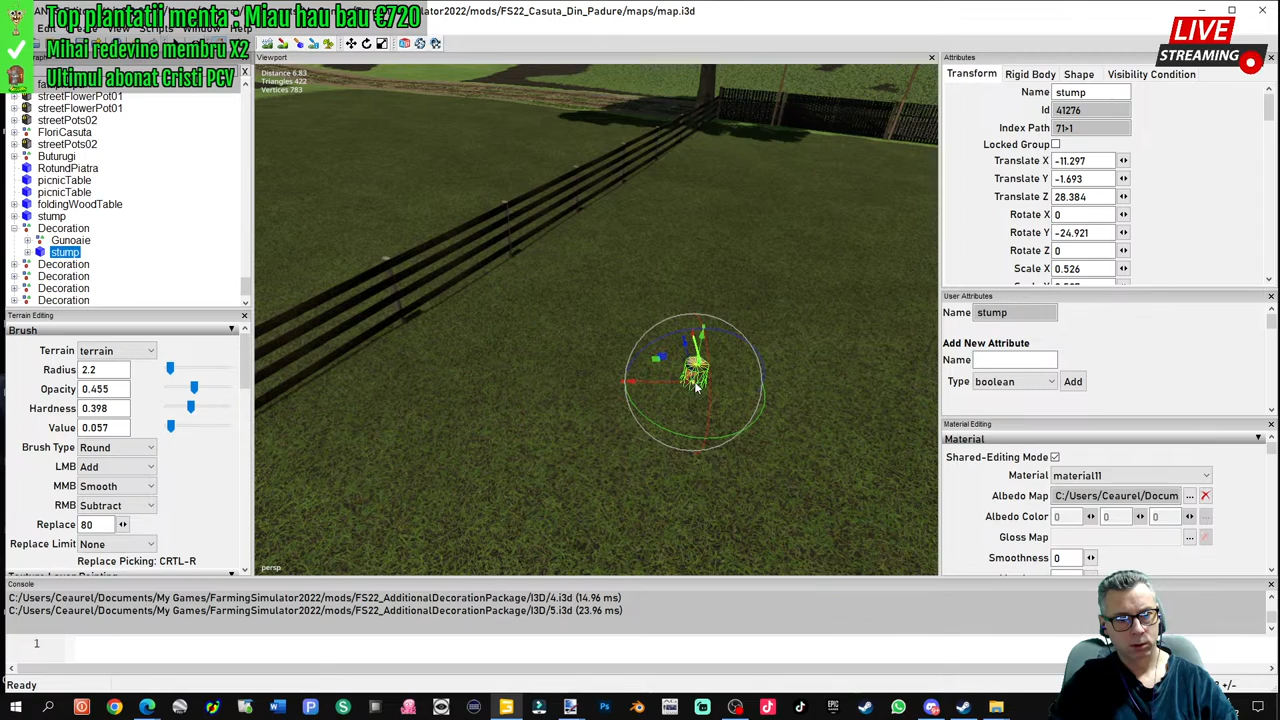 Top plantatii menta : Miau hau bau €720
Mihai redevine membru X2
Ultimul abonat Cristi PCV
Simulator2022/mods/FS22_Casuta_Din_Padure/maps/map.i3d
LIVE
STREAMING
Viewport
Distance 6.83
Triangles 422
Vertices 783
persp
streetFlowerPot01
streetFlowerPot01
streetPots02
FloriCasuta
streetPots02
Buturugi
RotundPiatra
picnicTable
picnicTable
foldingWoodTable
stump
Decoration
Gunoaie
stump
Decoration
Decoration
Decoration
Decoration
Terrain Editing
Brush
Terrain terrain
Radius 2.2
Opacity 0.455
Hardness 0.398
Value 0.057
Brush Type Round
LMB Add
MMB Smooth
RMB Subtract
Replace 80
Replace Limit None
Replace Picking: CRTL-R
Attributes
Transform Rigid Body Shape Visibility Condition
Name stump
Id 41276
Index Path 71>1
Locked Group
Translate X -11.297
Translate Y -1.693
Translate Z 28.384
Rotate X 0
Rotate Y -24.921
Rotate Z 0
Scale X 0.526
User Attributes
Name stump
Add New Attribute
Name
Type boolean Add
Material Editing
Material
Shared-Editing Mode
Material material11
Albedo Map C:/Users/Ceaurel/Docum ...
Albedo Color 0 0 0 ...
Gloss Map ...
Smoothness 0
Console
C:/Users/Ceaurel/Documents/My Games/FarmingSimulator2022/mods/FS22_AdditionalDecorationPackage/I3D/4.i3d (14.96 ms)
C:/Users/Ceaurel/Documents/My Games/FarmingSimulator2022/mods/FS22_AdditionalDecorationPackage/I3D/5.i3d (23.96 ms)
1
Ready
+/-